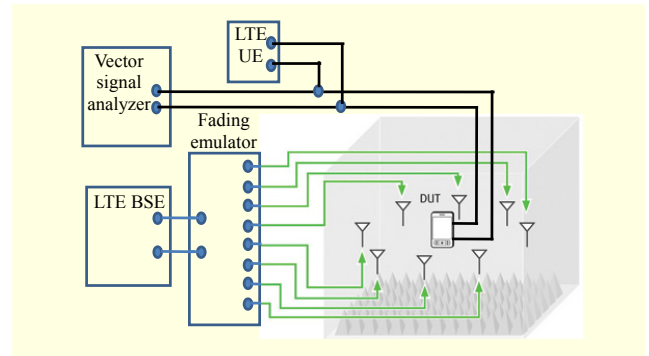 LTE
UE
Vector
signal
analyzer
Fading
emulator
LTE BSE
DUT